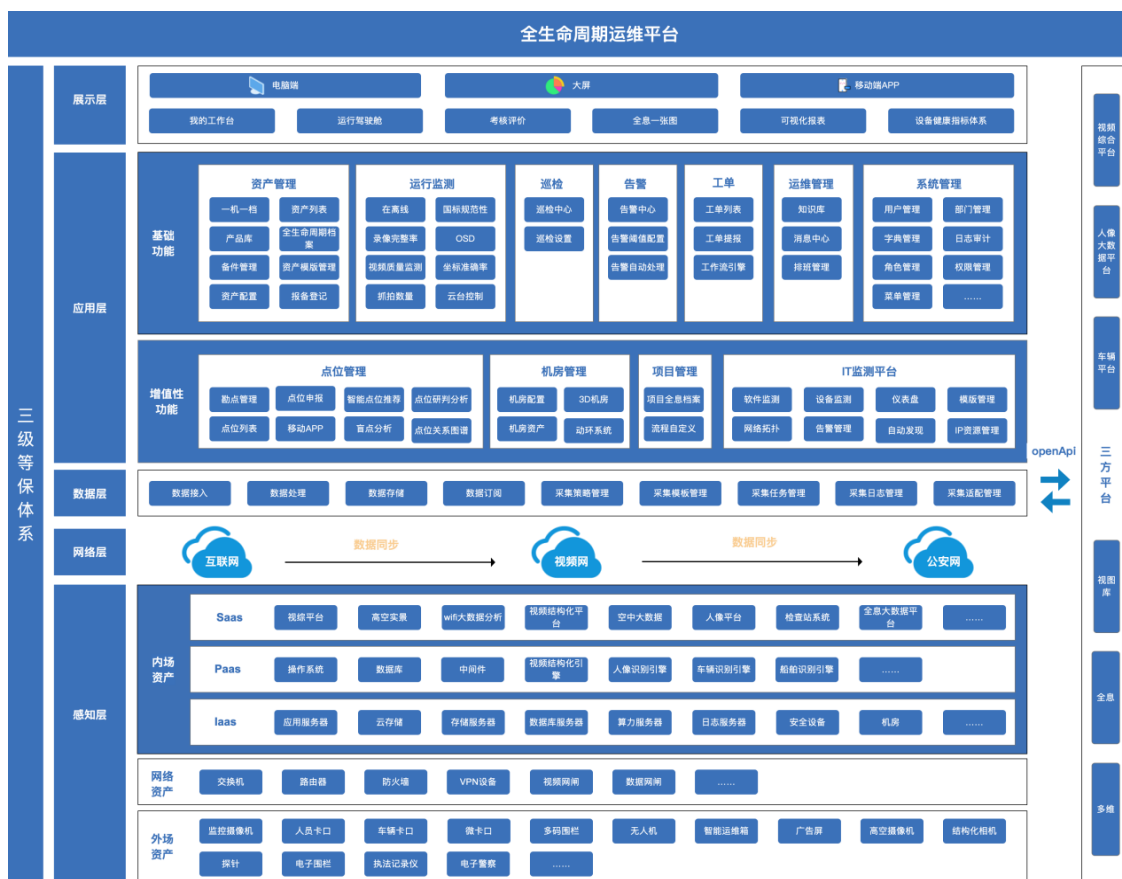 全生命周期运维平台
三级等保体系
展示层
电脑端 大屏 移动端APP
我的工作台 运行驾驶舱 考核评价 全息一张图 可视化报表 设备健康指标体系
应用层
基础功能
资产管理
一机一档 资产列表
产品库 全生命周期档案
备件管理 资产模版管理
资产配置 报备登记
运行监测
在离线 国标规范性
录像完整率 OSD
视频质量监测 坐标准确率
抓拍数量 云台控制
巡检
巡检中心
巡检设置
告警
告警中心
告警阈值配置
告警自动处理
工单
工单列表
工单提报
工作流引擎
运维管理
知识库
消息中心
排班管理
系统管理
用户管理 部门管理
字典管理 日志审计
角色管理 权限管理
菜单管理 ……
增值性功能
点位管理
勘点管理 点位申报 智能点位推荐 点位研判分析
点位列表 移动APP 盲点分析 点位关系图谱
机房管理
机房配置 3D机房
机房资产 动环系统
项目管理
项目全息档案
流程自定义
IT监测平台
软件监测 设备监测 仪表盘 模版管理
网络拓扑 告警管理 自动发现 IP资源管理
数据层
数据接入 数据处理 数据存储 数据订阅 采集策略管理 采集模板管理 采集任务管理 采集日志管理 采集适配管理
网络层
互联网 数据同步 视频网 数据同步 公安网
感知层
内场资产
Saas 视综平台 高空实景 wifi大数据分析 视频结构化平台 空中大数据 人像平台 检查站系统 全息大数据平台 ……
Paas 操作系统 数据库 中间件 视频结构化引擎 人像识别引擎 车辆识别引擎 船舶识别引擎 ……
Iaas 应用服务器 云存储 存储服务器 数据库服务器 算力服务器 日志服务器 安全设备 机房 ……
网络资产
交换机 路由器 防火墙 VPN设备 视频网闸 数据网闸 ……
外场资产
监控摄像机 人员卡口 车辆卡口 微卡口 多码围栏 无人机 智能运维箱 广告屏 高空摄像机 结构化相机
探针 电子围栏 执法记录仪 电子警察 ……
openApi
视频综合平台
人像大数据平台
车辆平台
三方平台
视图库
全息
多维